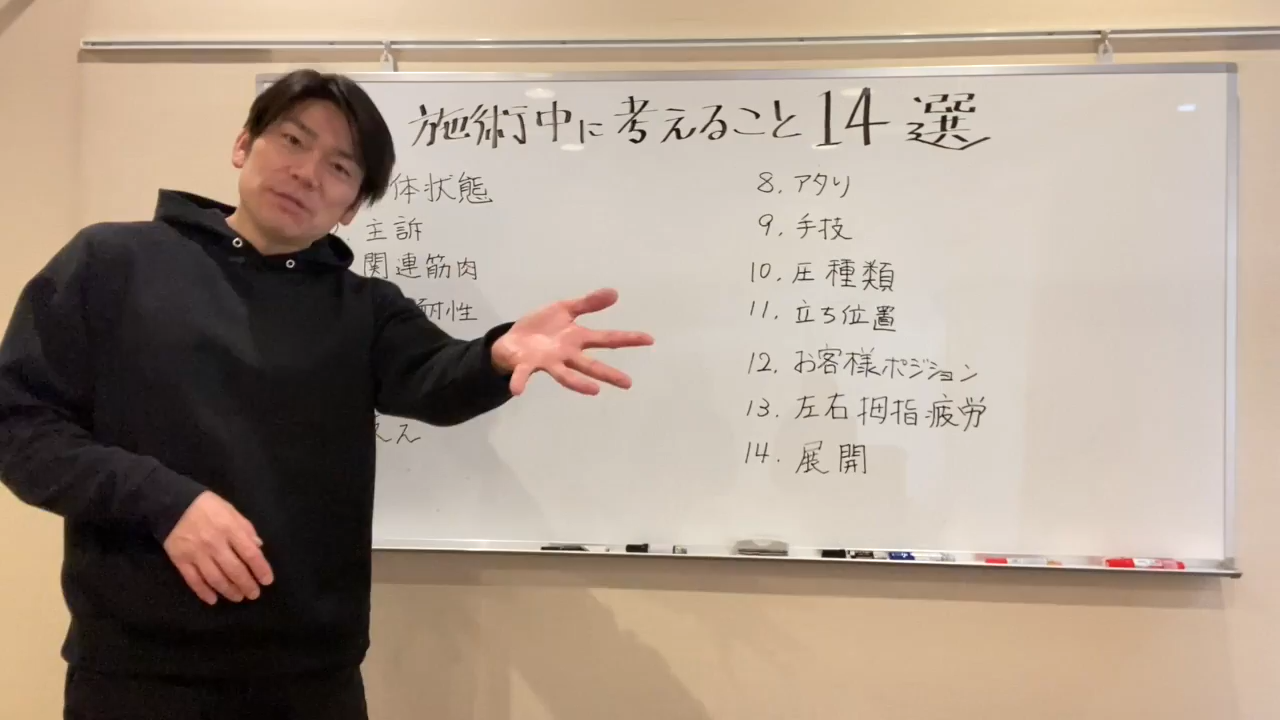 施術中に考えること14選
体状態
主訴
関連筋肉
耐性
8. アタリ
9. 手技
10. 圧種類
11. 立ち位置
12. お客様ポジション
13. 左右拇指疲労
14. 展開